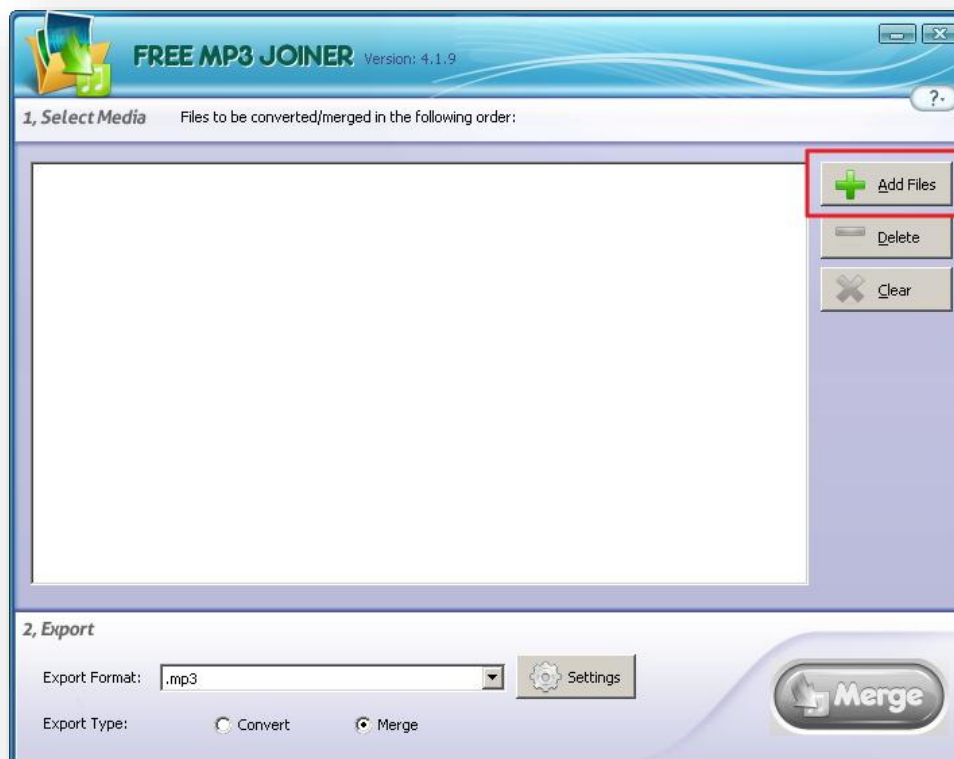 FREE MP3 JOINER Version: 4.1.9
?
1, Select Media Files to be converted/merged in the following order:
Add Files
Delete
Clear
2, Export
Export Format: .mp3 Settings
Merge
Export Type: Convert Merge